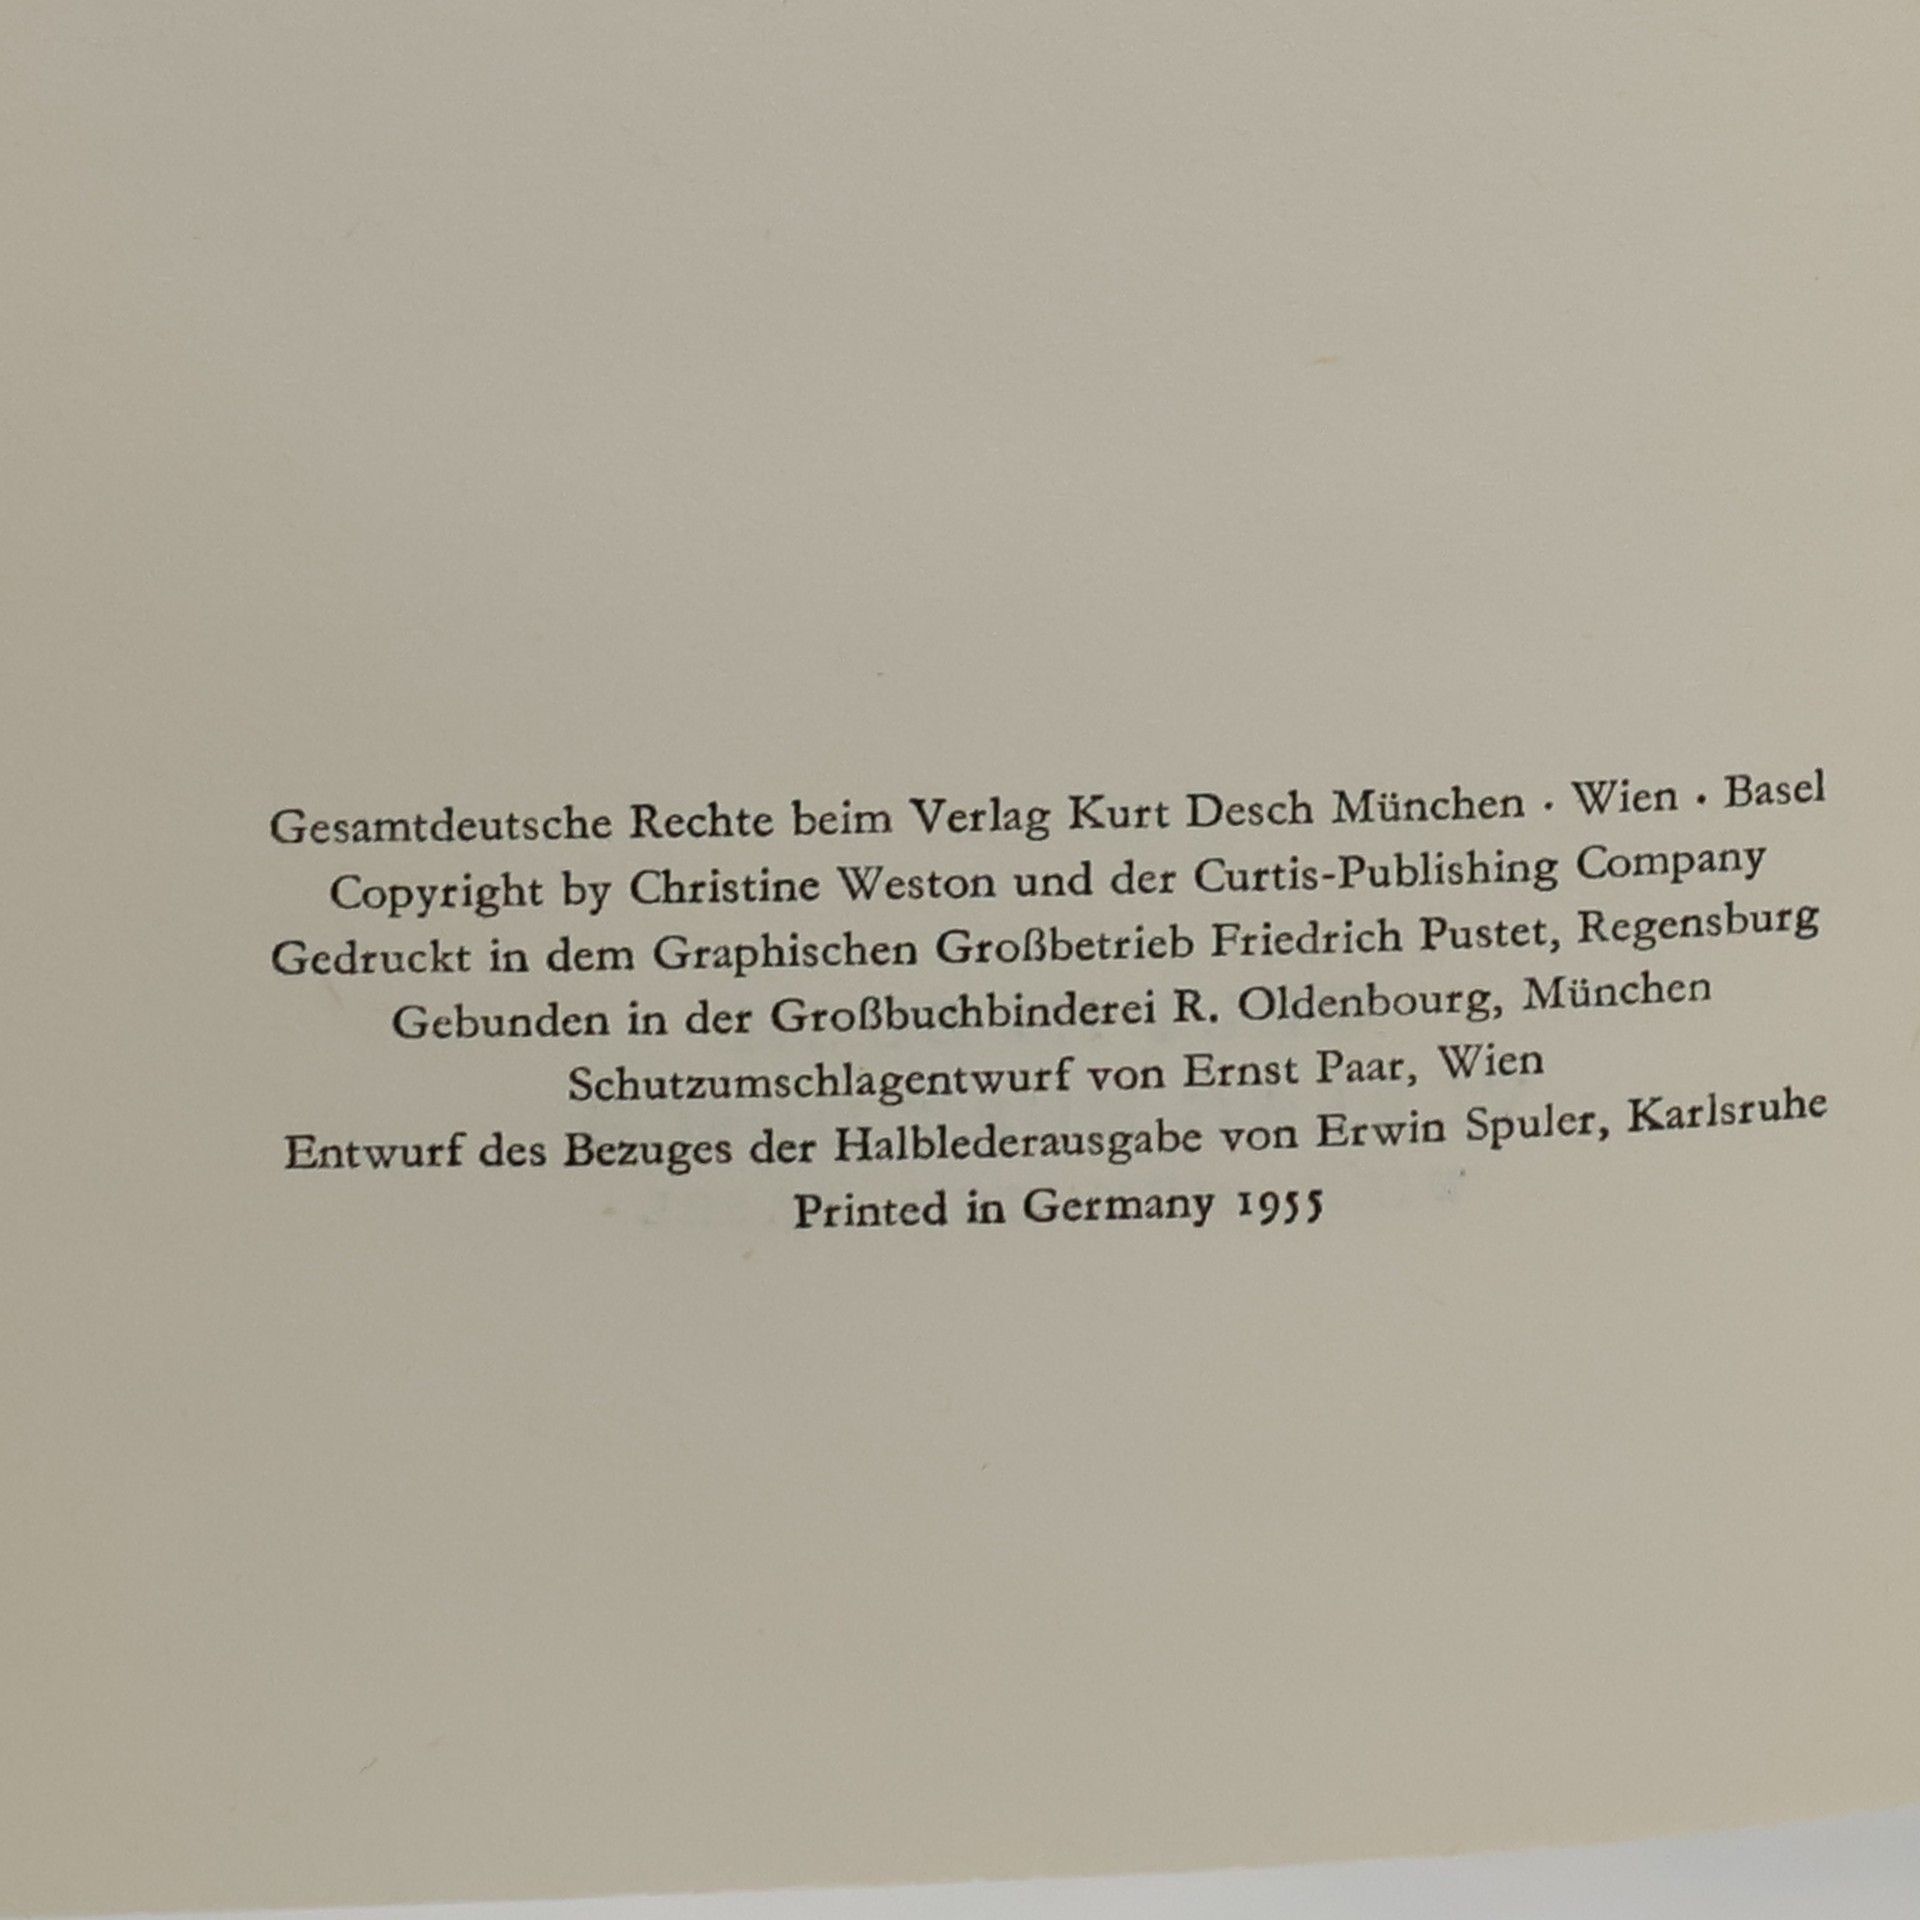 Gesamtdeutsche Rechte beim Verlag Kurt Desch München · Wien · Basel
Copyright by Christine Weston und der Curtis-Publishing Company
Gedruckt in dem Graphischen Großbetrieb Friedrich Pustet, Regensburg
Gebunden in der Großbuchbinderei R. Oldenbourg, München
Schutzumschlagentwurf von Ernst Paar, Wien
Entwurf des Bezuges der Halblederausgabe von Erwin Spuler, Karlsruhe
Printed in Germany 1955